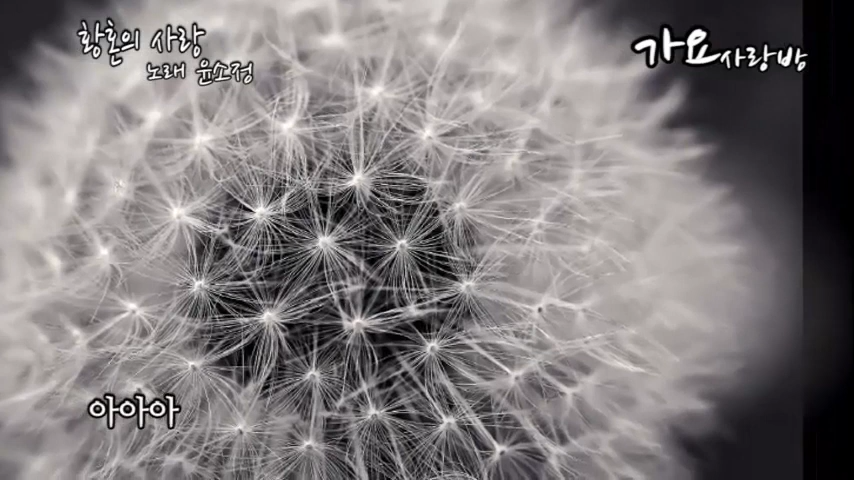 황혼의 사랑
노래 윤소정
가요사랑방
아아아